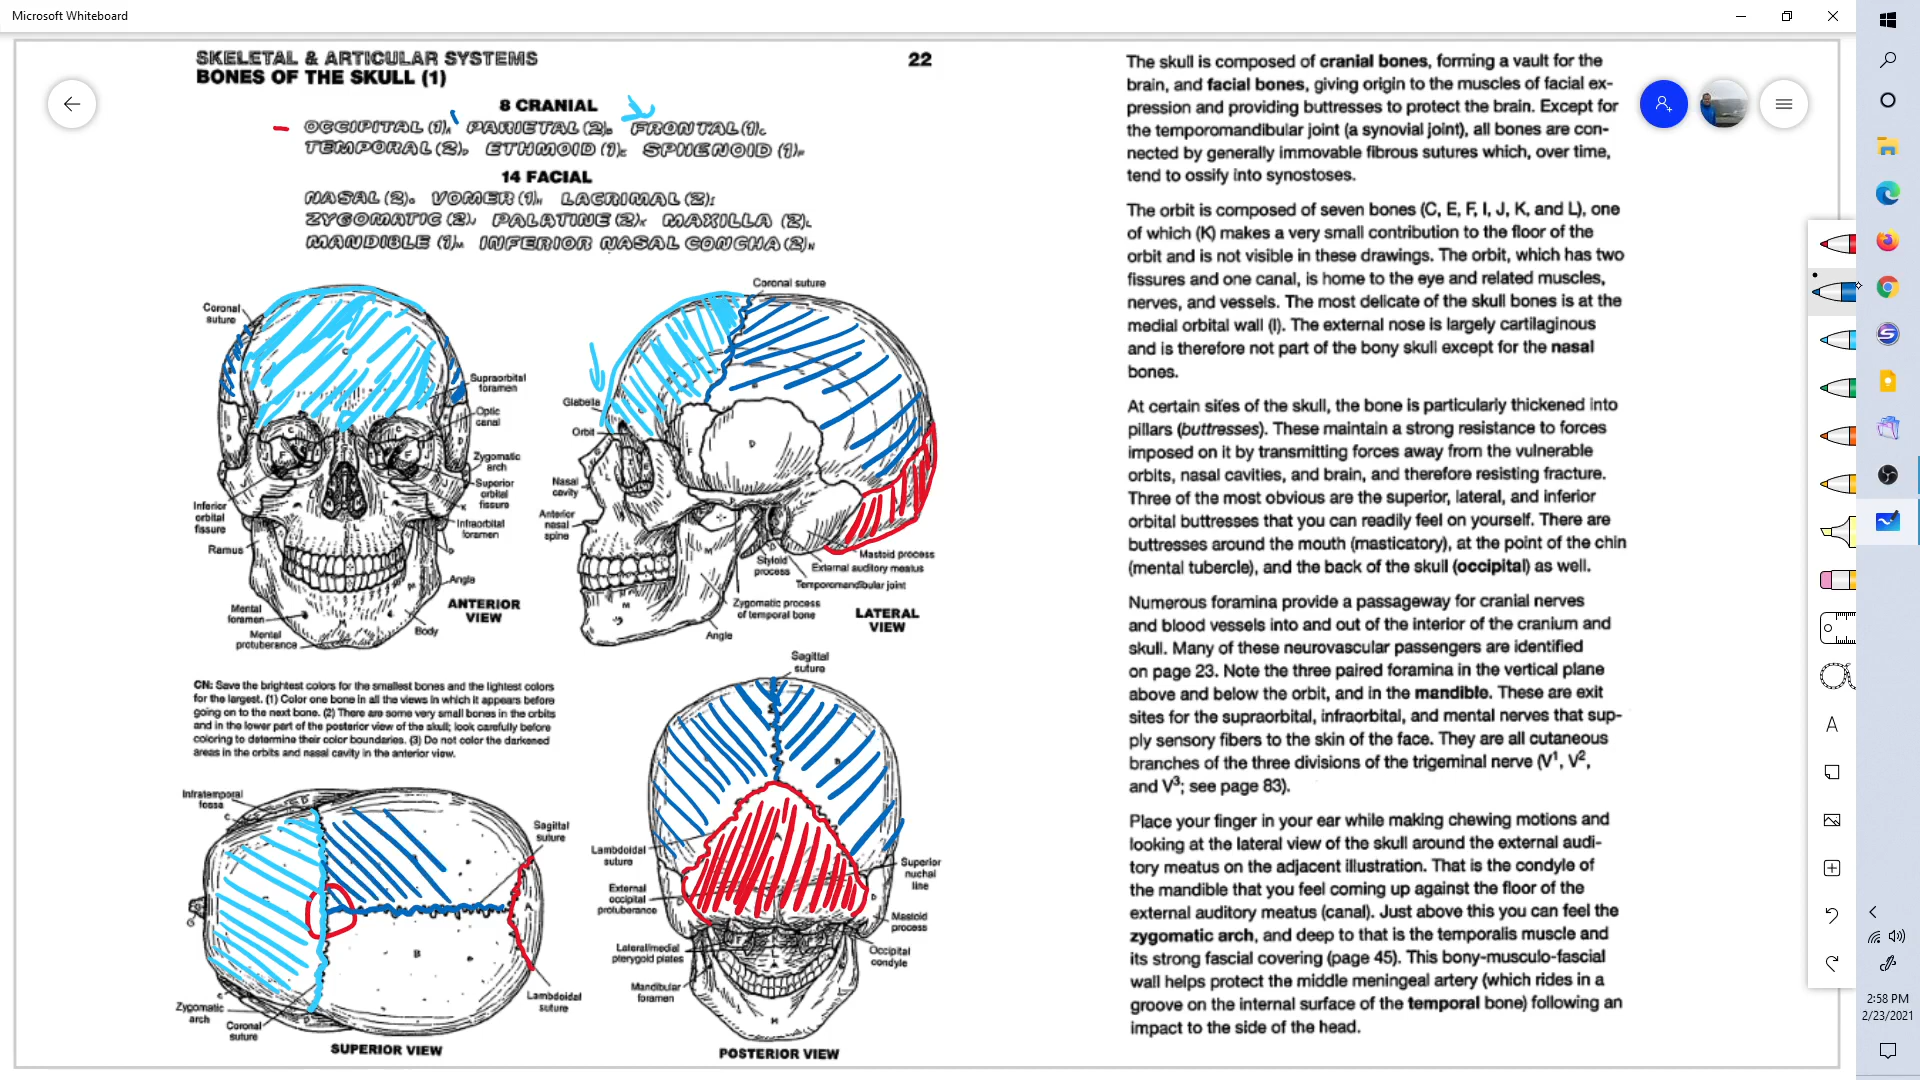 Microsoft Whiteboard
SKELETAL & ARTICULAR SYSTEMS
BONES OF THE SKULL (1)
22
8 CRANIAL
OCCIPITAL (1)A PARIETAL (2)B FRONTAL (1)C
TEMPORAL (2)D ETHMOID (1)E SPHENOID (1)F
14 FACIAL
NASAL (2)G VOMER (1)H LACRIMAL (2)I
ZYGOMATIC (2)J PALATINE (2)K MAXILLA (2)L
MANDIBLE (1)M INFERIOR NASAL CONCHA (2)N
Coronal
suture
Supraorbital
foramen
Optic
canal
Zygomatic
arch
Superior
orbital
fissure
Infraorbital
foramen
Inferior
orbital
fissure
Ramus
Angle
Mental
foramen
Mental
protuberance
Body
ANTERIOR
VIEW
Coronal suture
Glabella
Orbit
Nasal
cavity
Anterior
nasal
spine
Mastoid process
External auditory meatus
Styloid
process
Temporomandibular joint
Zygomatic process
of temporal bone
Angle
LATERAL
VIEW
CN: Save the brightest colors for the smallest bones and the lightest colors
for the largest. (1) Color one bone in all the views in which it appears before
going on to the next bone. (2) There are some very small bones in the orbits
and in the lower part of the posterior view of the skull; look carefully before
coloring to determine their color boundaries. (3) Do not color the darkened
areas in the orbits and nasal cavity in the anterior view.
Infratemporal
fossa
Sagittal
suture
Zygomatic
arch
Coronal
suture
Lambdoidal
suture
SUPERIOR VIEW
Sagittal
suture
Lambdoidal
suture
External
occipital
protuberance
Superior
nuchal
line
Mastoid
process
Lateral/medial
pterygoid plates
Occipital
condyle
Mandibular
foramen
POSTERIOR VIEW
The skull is composed of cranial bones, forming a vault for the
brain, and facial bones, giving origin to the muscles of facial ex-
pression and providing buttresses to protect the brain. Except for
the temporomandibular joint (a synovial joint), all bones are con-
nected by generally immovable fibrous sutures which, over time,
tend to ossify into synostoses.
The orbit is composed of seven bones (C, E, F, I, J, K, and L), one
of which (K) makes a very small contribution to the floor of the
orbit and is not visible in these drawings. The orbit, which has two
fissures and one canal, is home to the eye and related muscles,
nerves, and vessels. The most delicate of the skull bones is at the
medial orbital wall (I). The external nose is largely cartilaginous
and is therefore not part of the bony skull except for the nasal
bones.
At certain sites of the skull, the bone is particularly thickened into
pillars (buttresses). These maintain a strong resistance to forces
imposed on it by transmitting forces away from the vulnerable
orbits, nasal cavities, and brain, and therefore resisting fracture.
Three of the most obvious are the superior, lateral, and inferior
orbital buttresses that you can readily feel on yourself. There are
buttresses around the mouth (masticatory), at the point of the chin
(mental tubercle), and the back of the skull (occipital) as well.
Numerous foramina provide a passageway for cranial nerves
and blood vessels into and out of the interior of the cranium and
skull. Many of these neurovascular passengers are identified
on page 23. Note the three paired foramina in the vertical plane
above and below the orbit, and in the mandible. These are exit
sites for the supraorbital, infraorbital, and mental nerves that sup-
ply sensory fibers to the skin of the face. They are all cutaneous
branches of the three divisions of the trigeminal nerve (V¹, V²,
and V³; see page 83).
Place your finger in your ear while making chewing motions and
looking at the lateral view of the skull around the external audi-
tory meatus on the adjacent illustration. That is the condyle of
the mandible that you feel coming up against the floor of the
external auditory meatus (canal). Just above this you can feel the
zygomatic arch, and deep to that is the temporalis muscle and
its strong fascial covering (page 45). This bony-musculo-fascial
wall helps protect the middle meningeal artery (which rides in a
groove on the internal surface of the temporal bone) following an
impact to the side of the head.
2:58 PM
2/23/2021